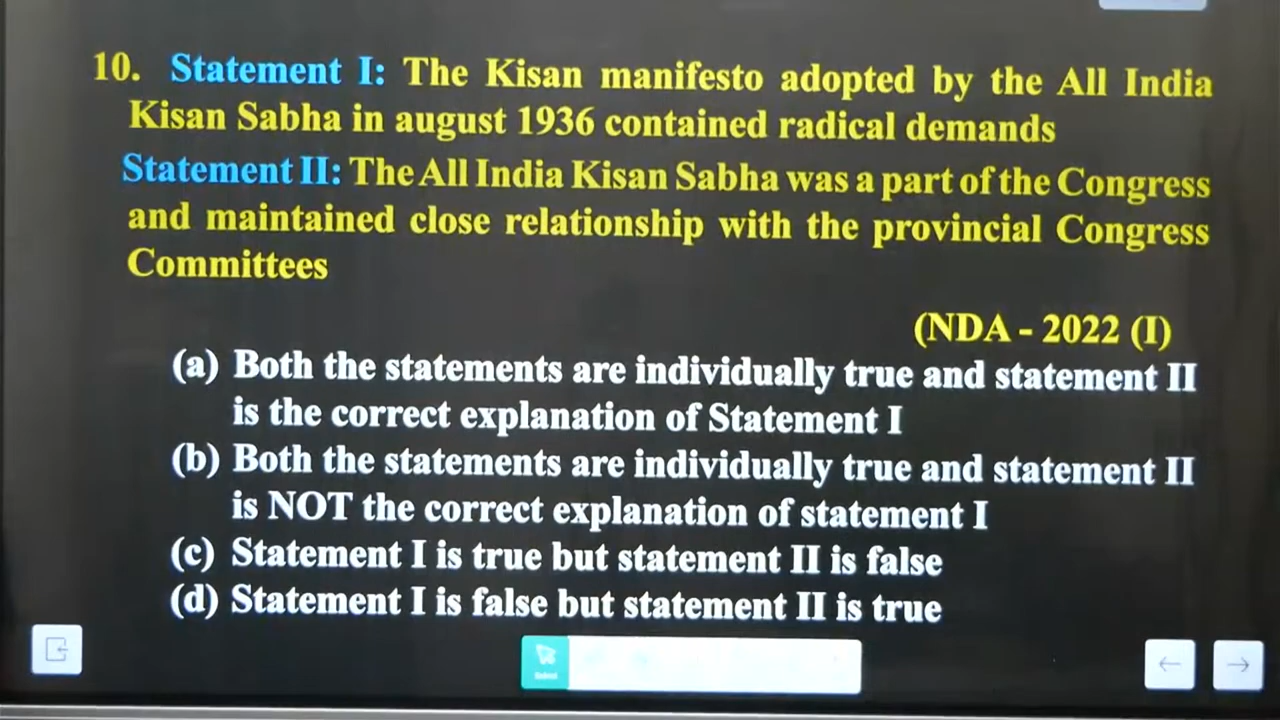 10. Statement I: The Kisan manifesto adopted by the All India
Kisan Sabha in august 1936 contained radical demands
Statement II: The All India Kisan Sabha was a part of the Congress
and maintained close relationship with the provincial Congress
Committees
(NDA - 2022 (I)
(a) Both the statements are individually true and statement II
is the correct explanation of Statement I
(b) Both the statements are individually true and statement II
is NOT the correct explanation of statement I
(c) Statement I is true but statement II is false
(d) Statement I is false but statement II is true
Select